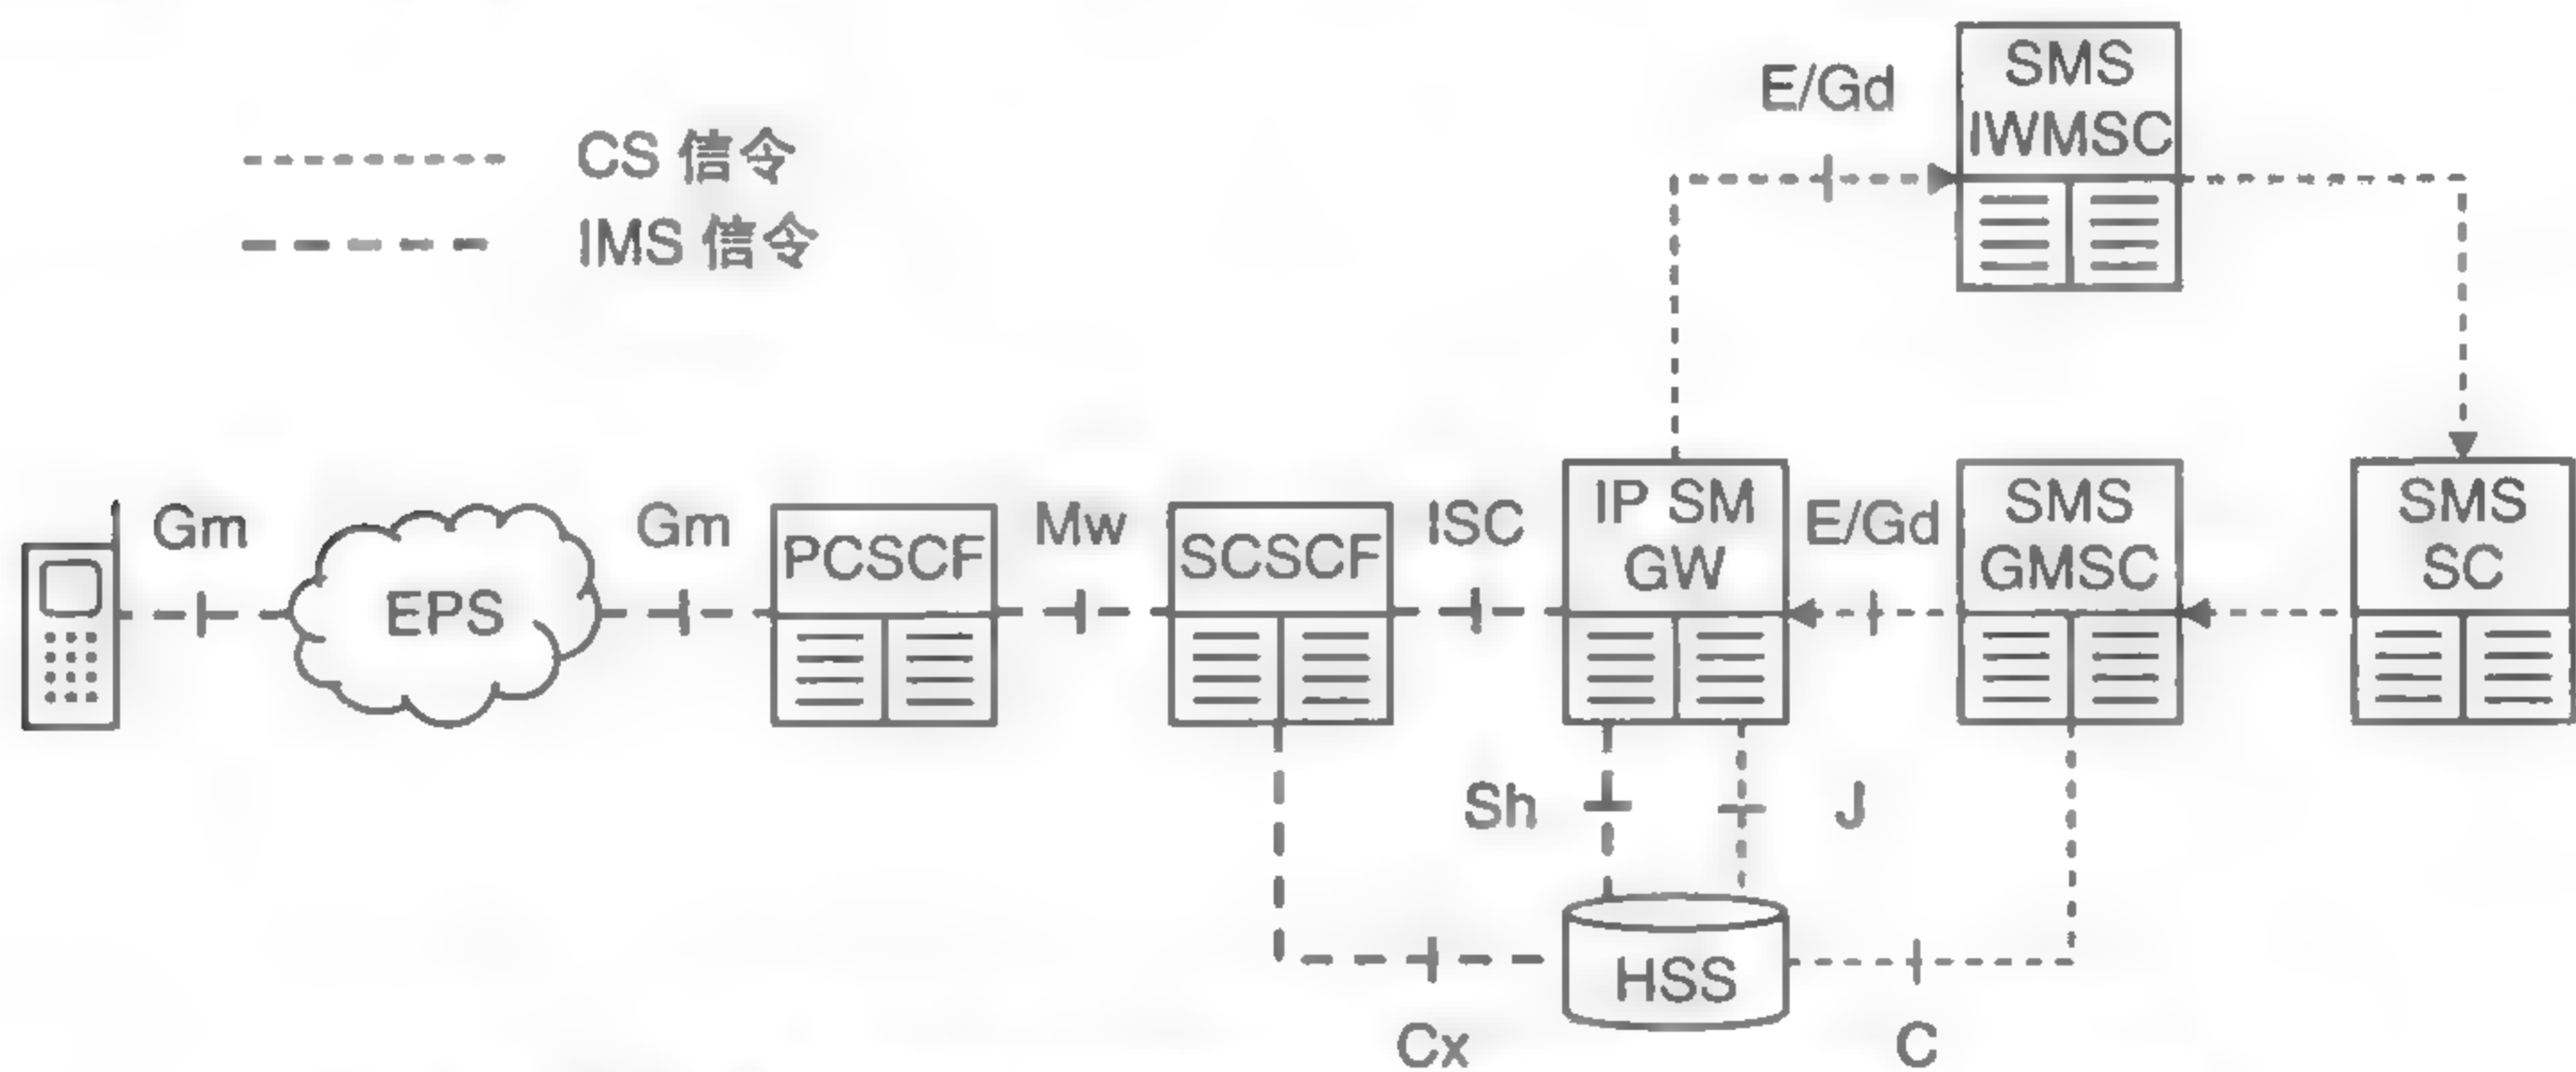 SMS
IWMSC
E/Gd
CS 信令
IMS 信令
Gm
EPS
Gm
PCSCF
Mw
SCSCF
ISC
IP SM
GW
E/Gd
SMS
GMSC
SMS
SC
Sh
J
HSS
Cx
C